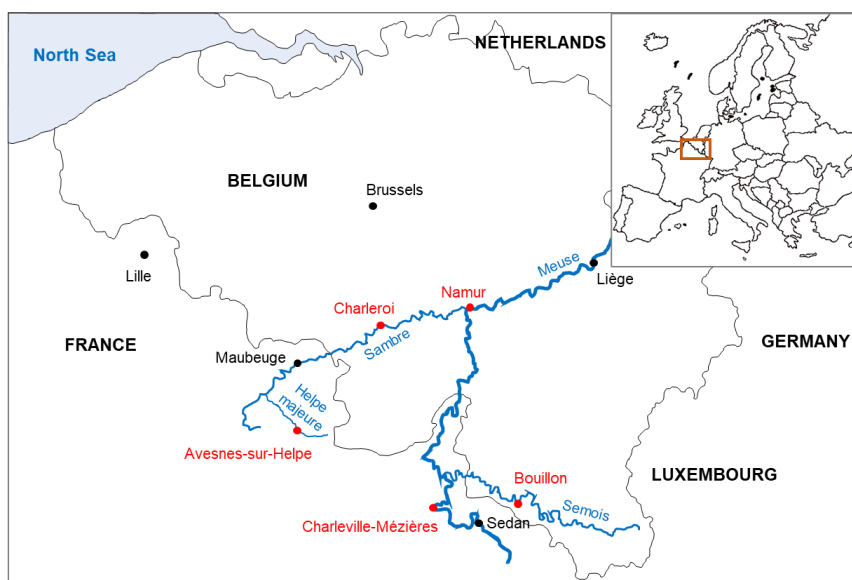 NETHERLANDS
North Sea
BELGIUM
Brussels
Lille
Meuse
Liège
Namur
Charleroi
Sambre
FRANCE
GERMANY
Maubeuge
Helpe
majeure
Avesnes-sur-Helpe
LUXEMBOURG
Bouillon
Semois
Charleville-Mézières
Sedan